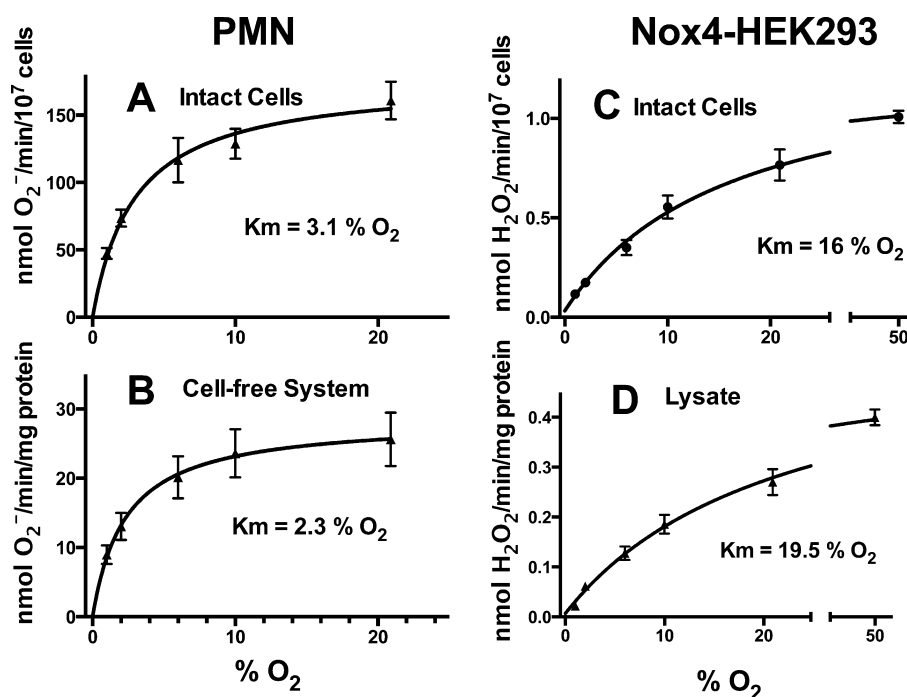 PMN
Nox4-HEK293
A Intact Cells
nmol O₂⁻/min/10⁷ cells
150
100
50
0
Km = 3.1 % O₂
0 10 20
B Cell-free System
nmol O₂⁻/min/mg protein
30
20
10
0
Km = 2.3 % O₂
0 10 20
% O₂
C Intact Cells
nmol H₂O₂/min/10⁷ cells
1.0
0.5
0.0
Km = 16 % O₂
0 10 20 50
D Lysate
nmol H₂O₂/min/mg protein
0.4
0.3
0.2
0.1
0.0
Km = 19.5 % O₂
0 10 20 50
% O₂